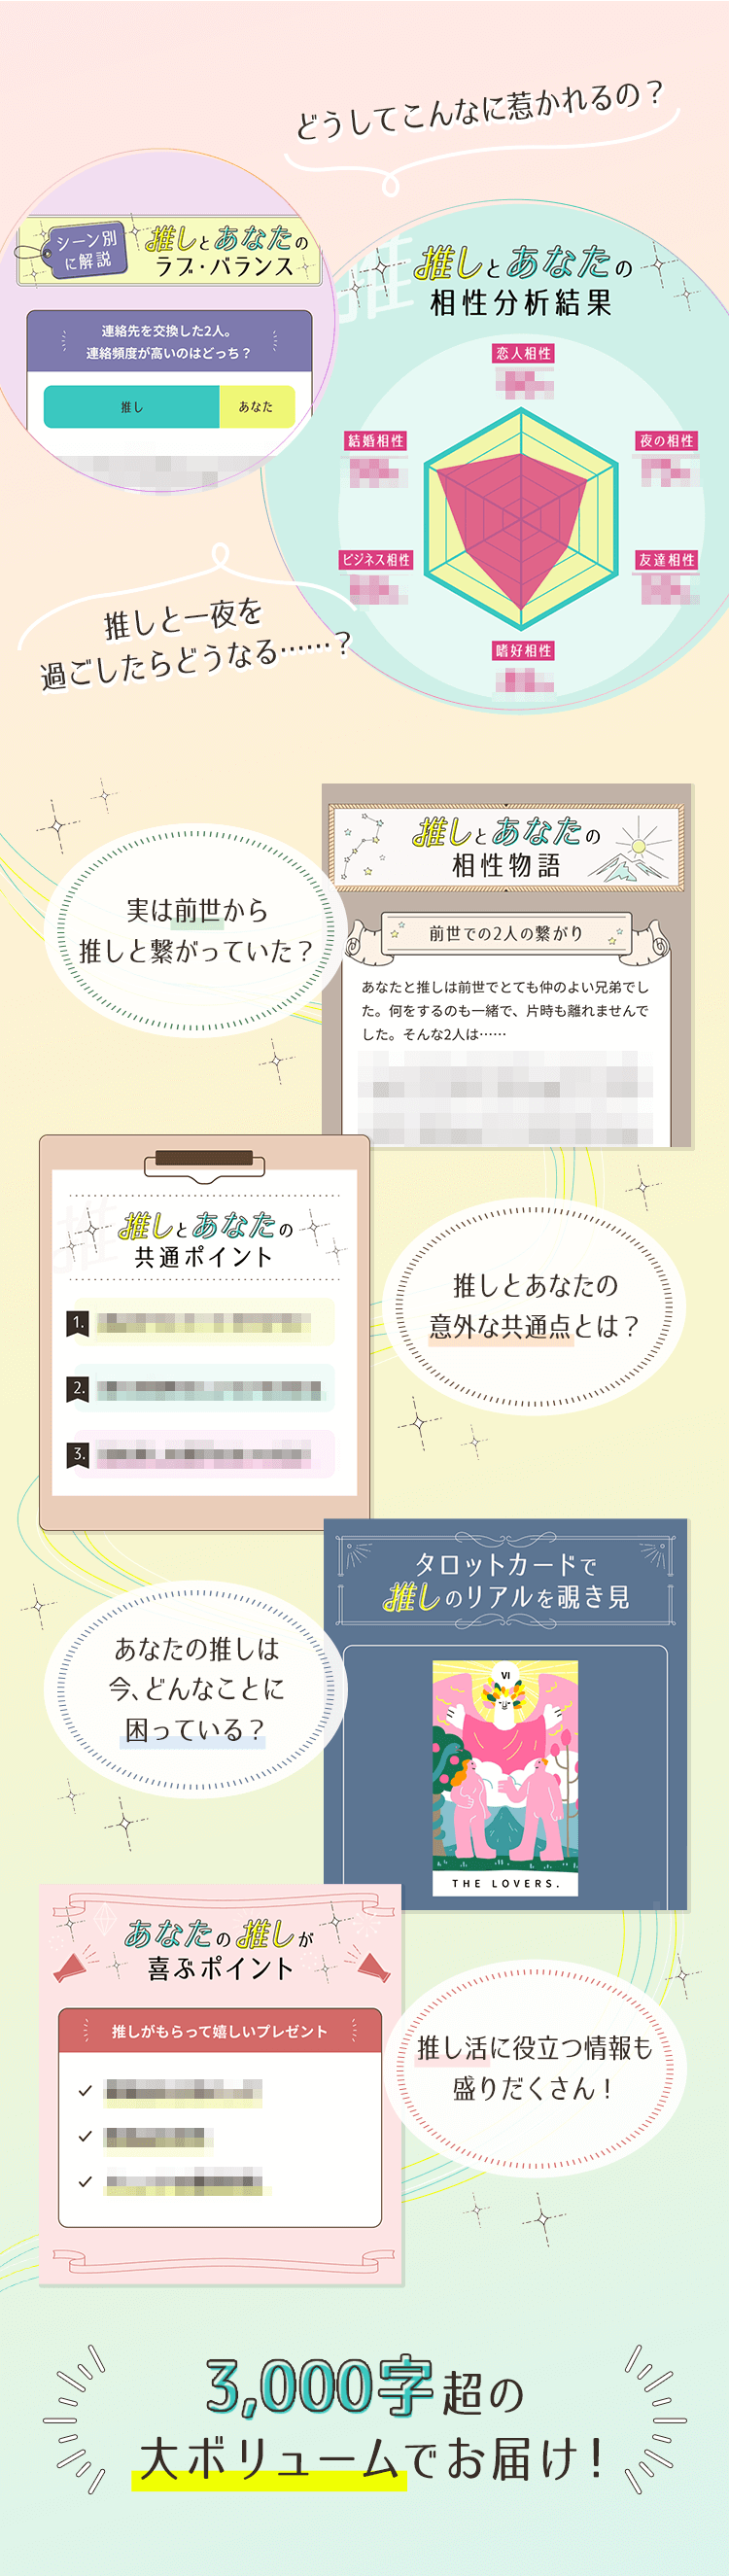 どうしてこんなに惹かれるの？
シーン別
に解説
推しとあなたの
ラブ・バランス
連絡先を交換した2人。
連絡頻度が高いのはどっち？
推し
あなた
推しとあなたの
相性分析結果
恋人相性
結婚相性
夜の相性
ビジネス相性
友達相性
嗜好相性
推しと一夜を
過ごしたらどうなる……？
実は前世から
推しと繋がっていた？
推しとあなたの
相性物語
前世での2人の繋がり
あなたと推しは前世でとても仲のよい兄弟でし
た。何をするのも一緒で、片時も離れませんで
した。そんな2人は……
推しとあなたの
共通ポイント
1.
2.
3.
推しとあなたの
意外な共通点とは？
タロットカードで
推しのリアルを覗き見
VI
THE LOVERS.
あなたの推しは
今、どんなことに
困っている？
あなたの推しが
喜ぶポイント
推しがもらって嬉しいプレゼント
推し活に役立つ情報も
盛りだくさん！
3,000字超の
大ボリュームでお届け！